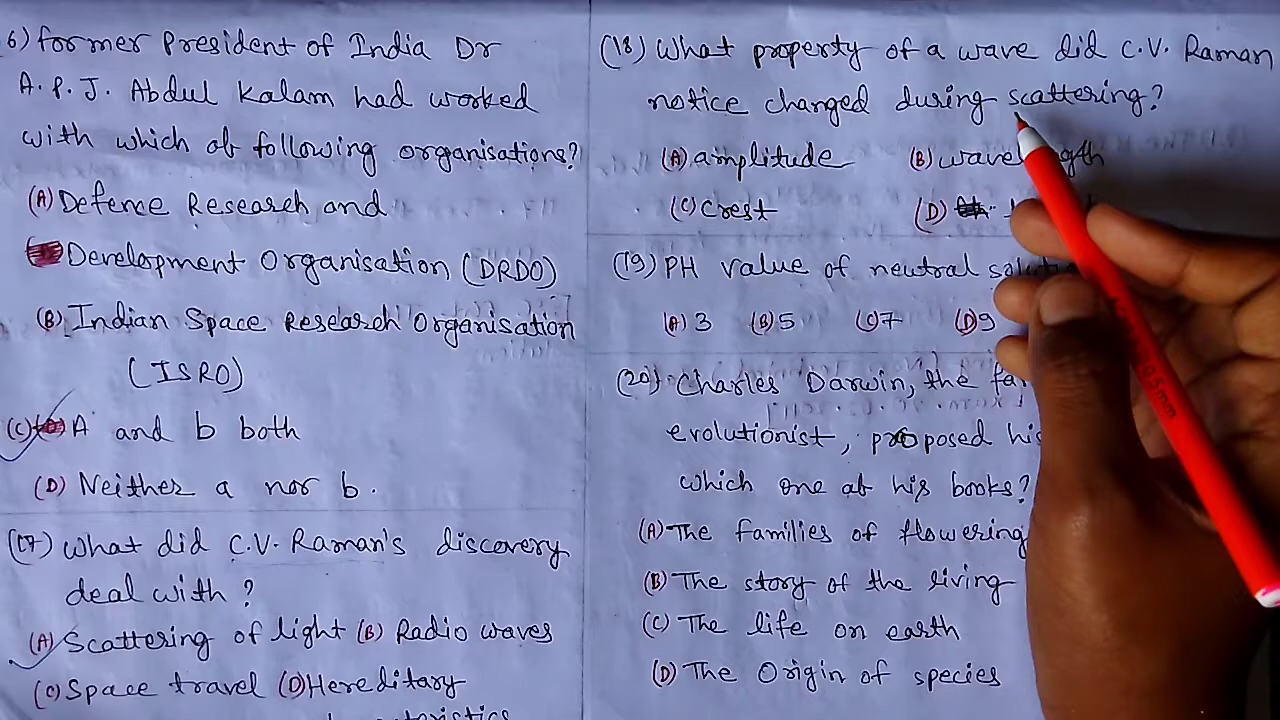 6) former President of India Dr
A.P.J. Abdul Kalam had worked
with which of following organisations?
(A) Defence Research and
Development Organisation (DRDO)
(B) Indian Space Research Organisation
(ISRO)
(C) A and b both
(D) Neither a nor b.
(17) What did C.V. Raman's discovery
deal with?
(A) Scattering of light (B) Radio waves
(C) Space travel (D) Hereditary
(18) What property of a wave did C.V. Raman
notice changed during scattering?
(A) amplitude (B)
(C) Crest (D)
(19) PH value of neutral
(A) 3 (B) 5 (C) 7 (D) 9
(20) Charles Darwin, the
evolutionist, proposed his
which one of his books?
(A) The families of flowering
(B) The story of the living
(C) The life on earth
(D) The Origin of species